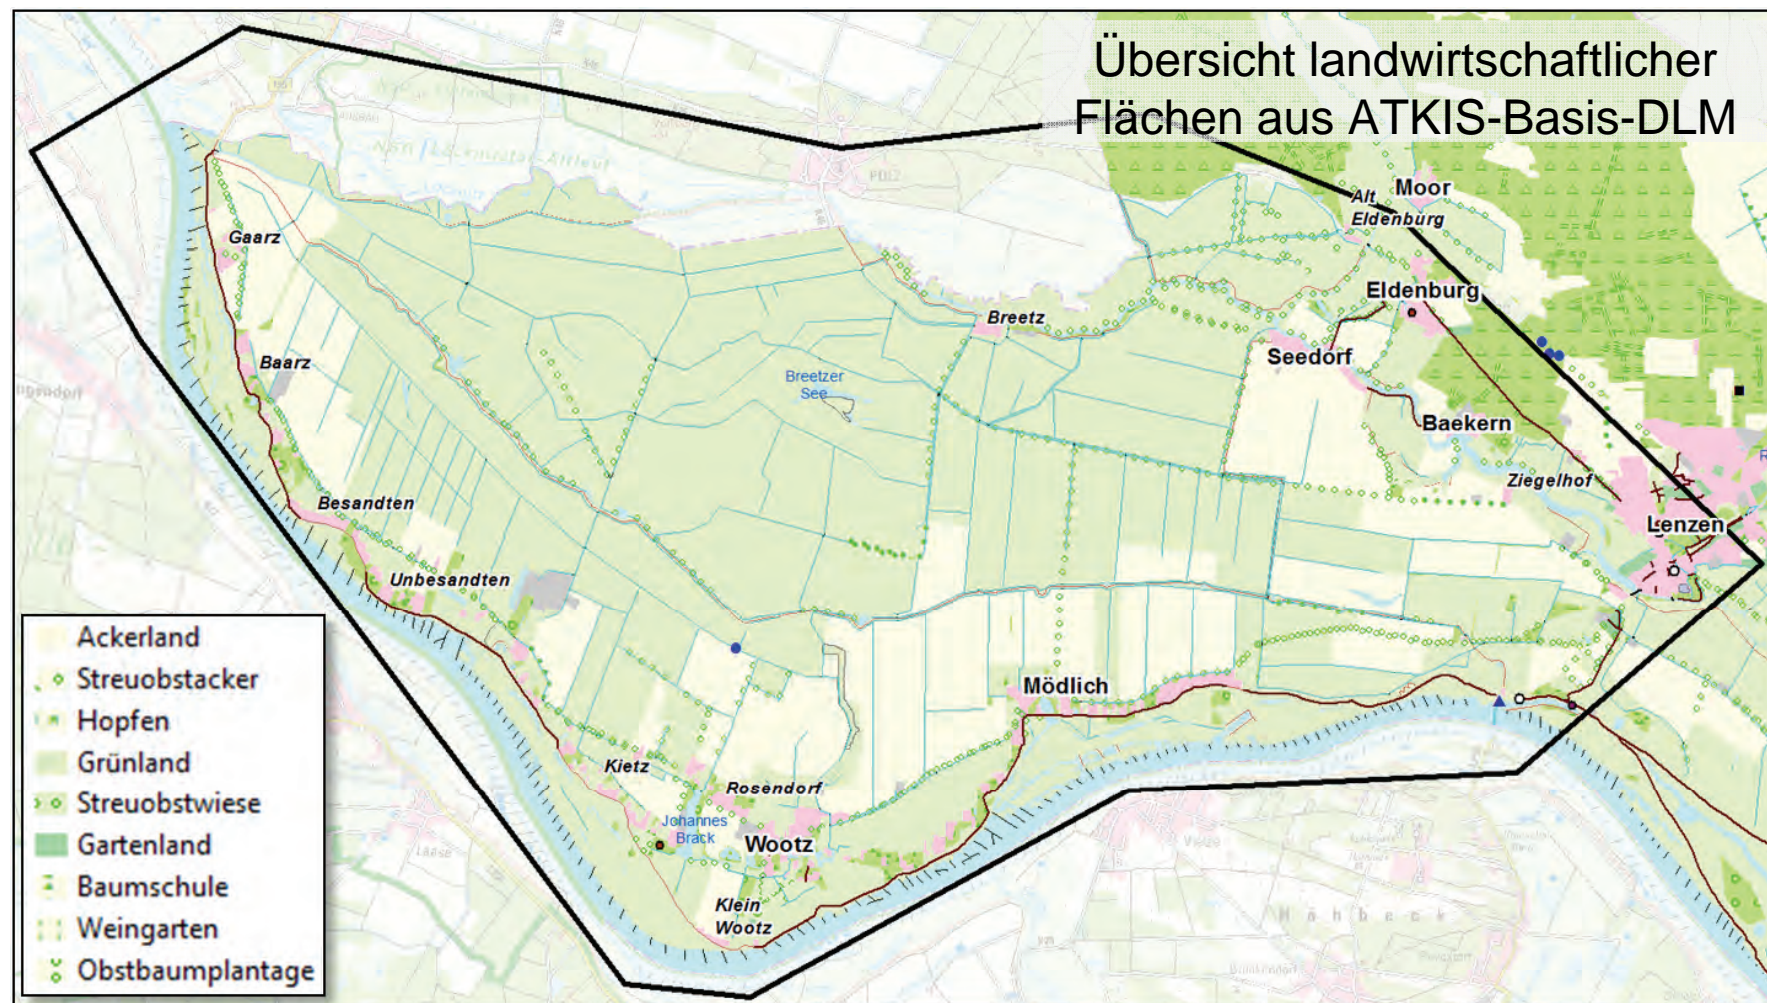 Übersicht landwirtschaftlicher
Flächen aus ATKIS-Basis-DLM
POLZ
Moor
Alt
Eldenburg
Gaarz
Eldenburg
Breetz
Seedorf
Baarz
Breetzer
See
Baekern
Ziegelhof
Besandten
Lenzen
Unbesandten
Mödlich
Kietz
Rosendorf
Johannes
Brack
Wootz
Klein
Wootz
Höhbeck
Ackerland
Streuobstacker
Hopfen
Grünland
Streuobstwiese
Gartenland
Baumschule
Weingarten
Obstbaumplantage